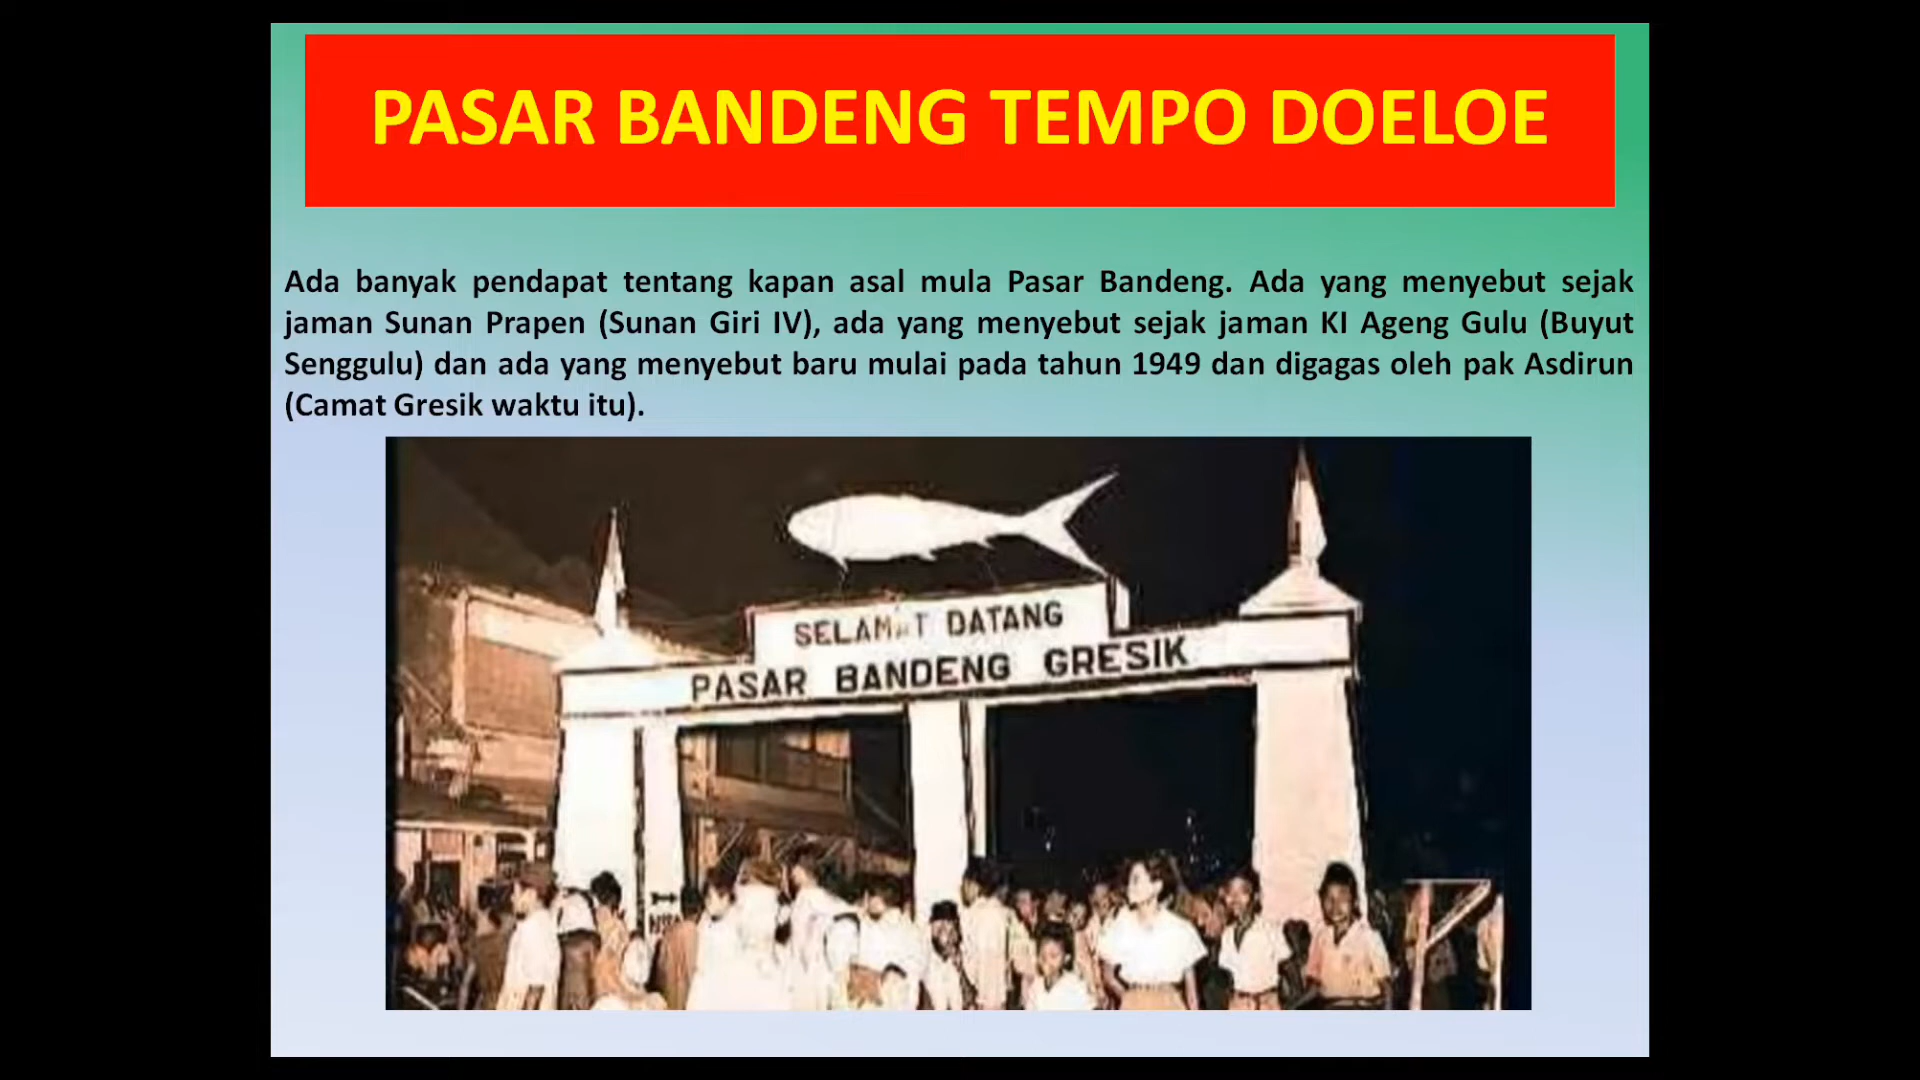 PASAR BANDENG TEMPO DOELOE
Ada banyak pendapat tentang kapan asal mula Pasar Bandeng. Ada yang menyebut sejak
jaman Sunan Prapen (Sunan Giri IV), ada yang menyebut sejak jaman KI Ageng Gulu (Buyut
Senggulu) dan ada yang menyebut baru mulai pada tahun 1949 dan digagas oleh pak Asdirun
(Camat Gresik waktu itu).
SELAMAT DATANG
PASAR BANDENG GRESIK